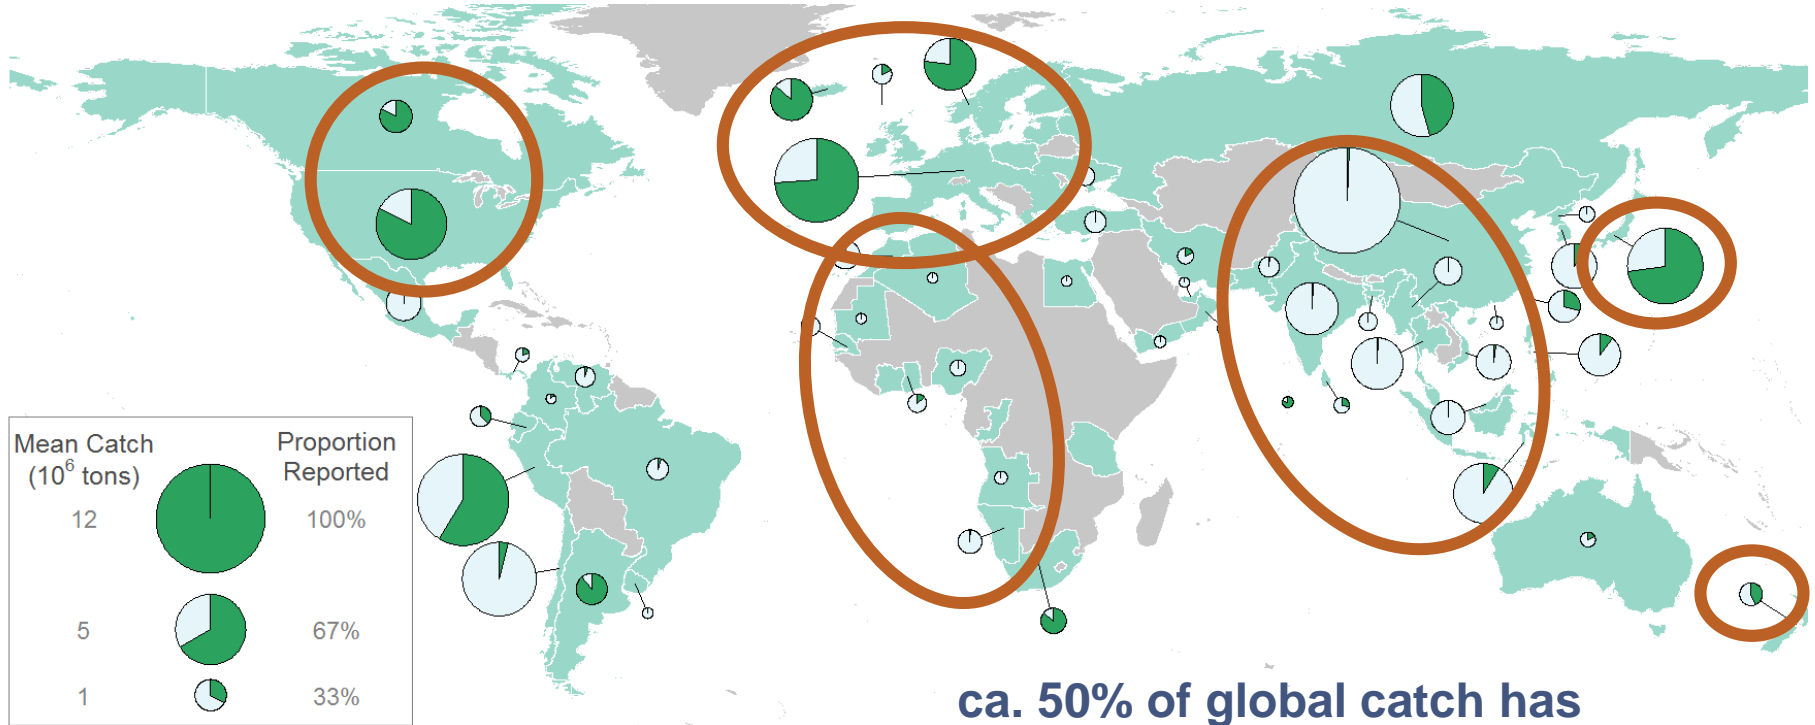 Mean Catch
(10⁶ tons)
Proportion
Reported
12
100%
5
67%
1
33%
ca. 50% of global catch has